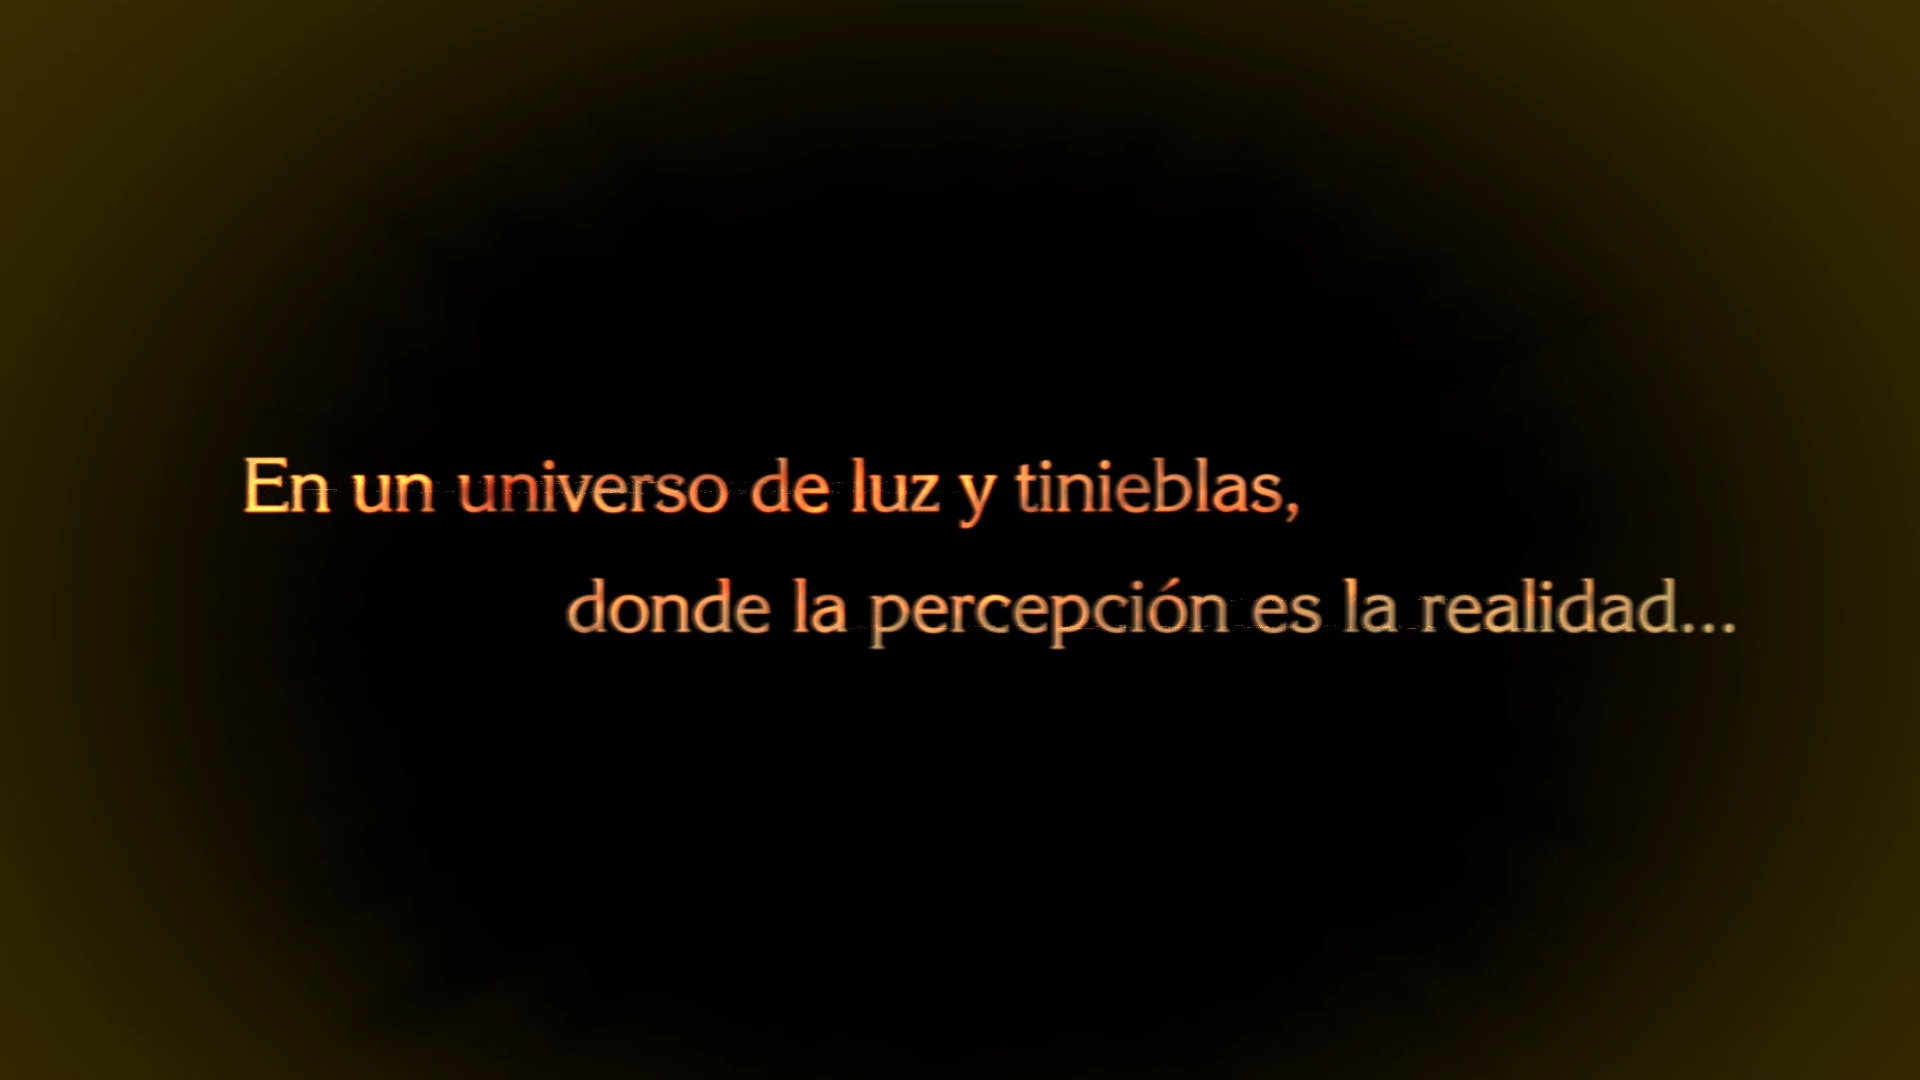 En un universo de luz y tinieblas,
donde la percepción es la realidad...